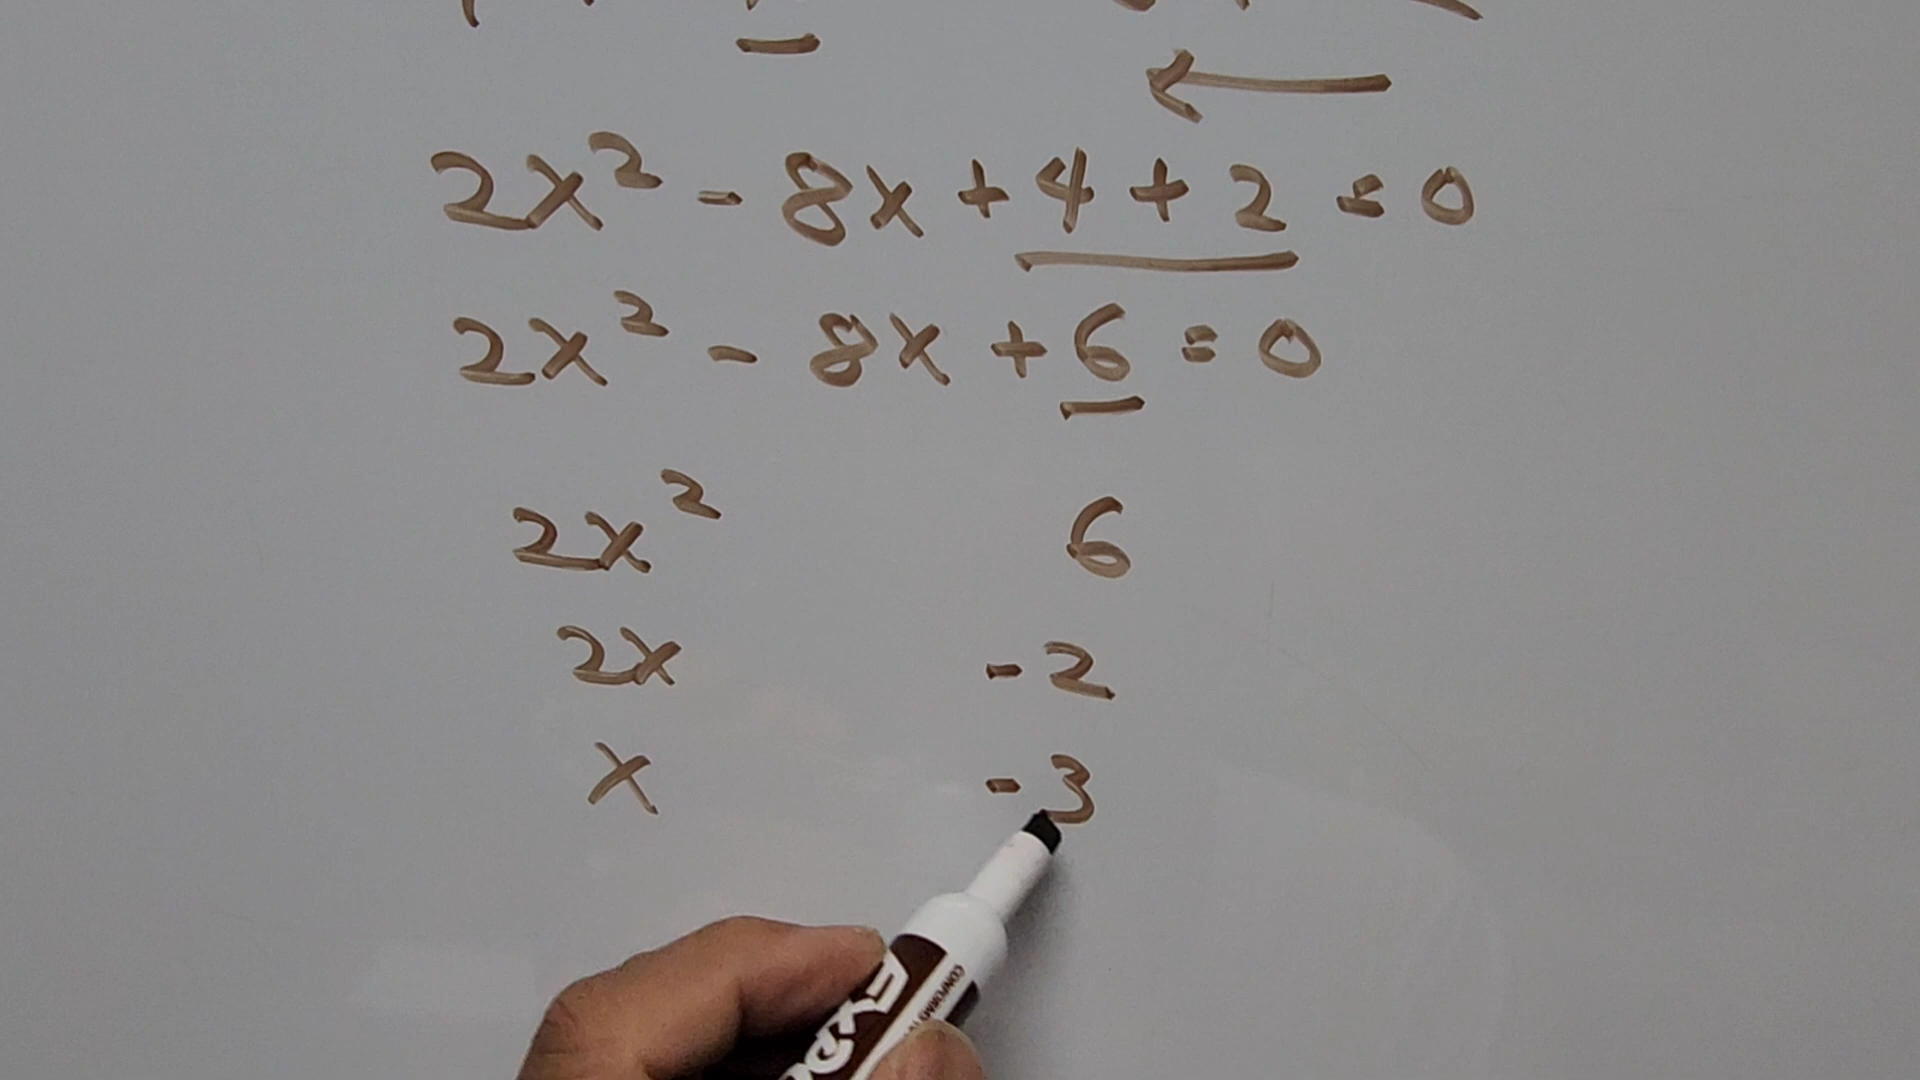 2x² - 8x + 4 + 2 = 0
2x² - 8x + 6 = 0
2x² 6
2x -2
x -3